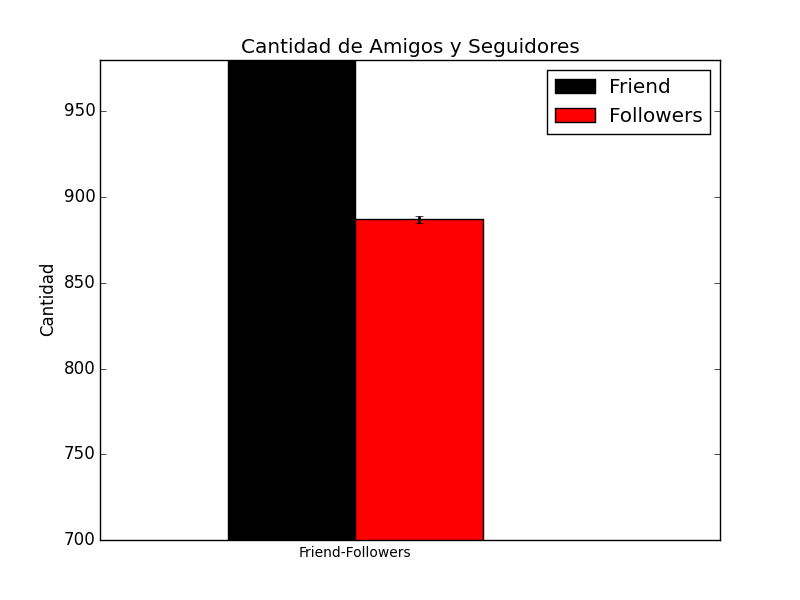 Cantidad de Amigos y Seguidores
Friend
Followers
950
900
850
800
750
700
Cantidad
Friend-Followers